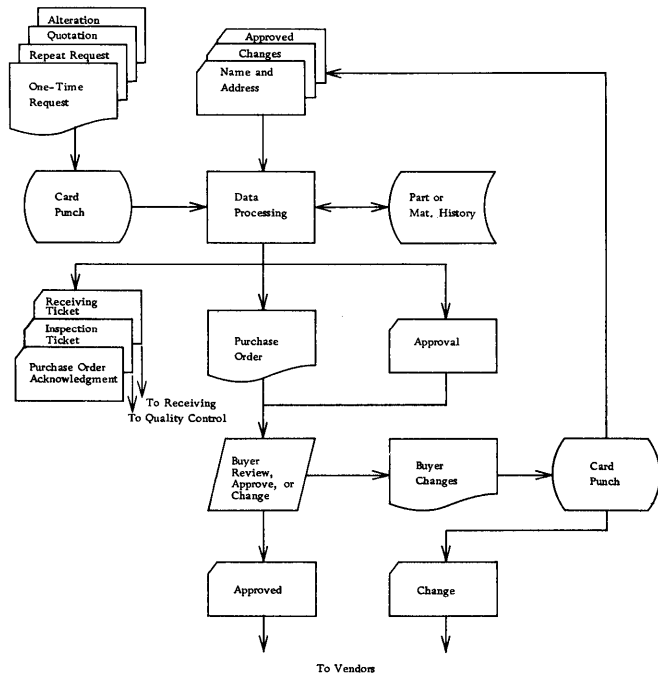 Alteration
Quotation
Repeat Request
One-Time
Request
Approved
Changes
Name and
Address
Card
Punch
Data
Processing
Part or
Mat. History
Receiving
Ticket
Inspection
Ticket
Purchase Order
Acknowledgment
To Receiving
To Quality Control
Purchase
Order
Approval
Buyer
Review,
Approve, or
Change
Buyer
Changes
Card
Punch
Approved
Change
To Vendors